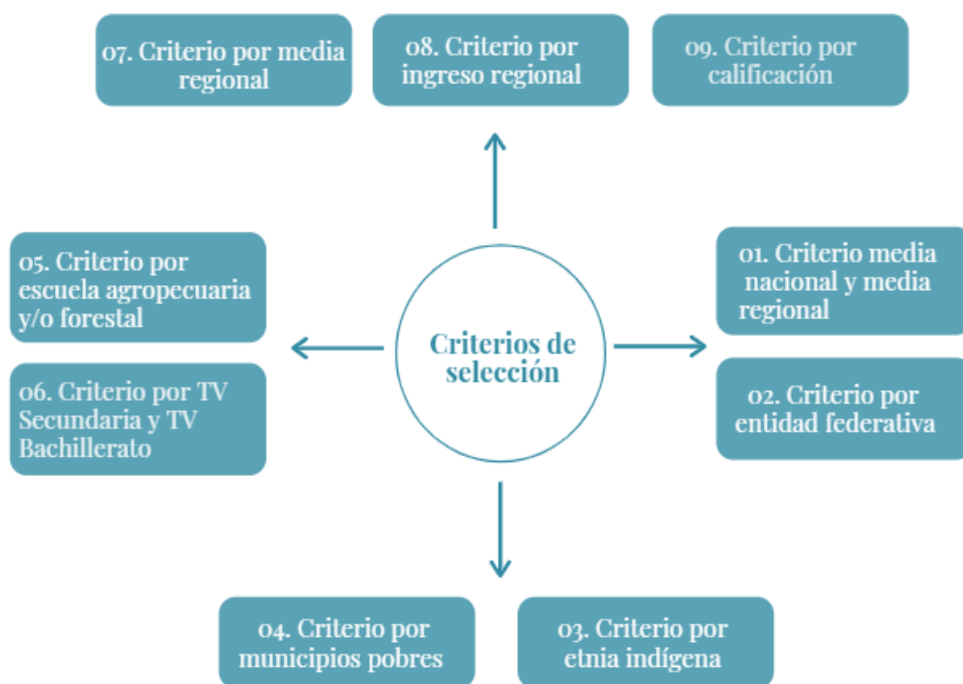 07. Criterio por media
regional
08. Criterio por
ingreso regional
09. Criterio por
calificación
05. Criterio por
escuela agropecuaria
y/o forestal
06. Criterio por TV
Secundaria y TV
Bachillerato
Criterios de
selección
01. Criterio media
nacional y media
regional
02. Criterio por
entidad federativa
04. Criterio por
municipios pobres
03. Criterio por
etnia indígena